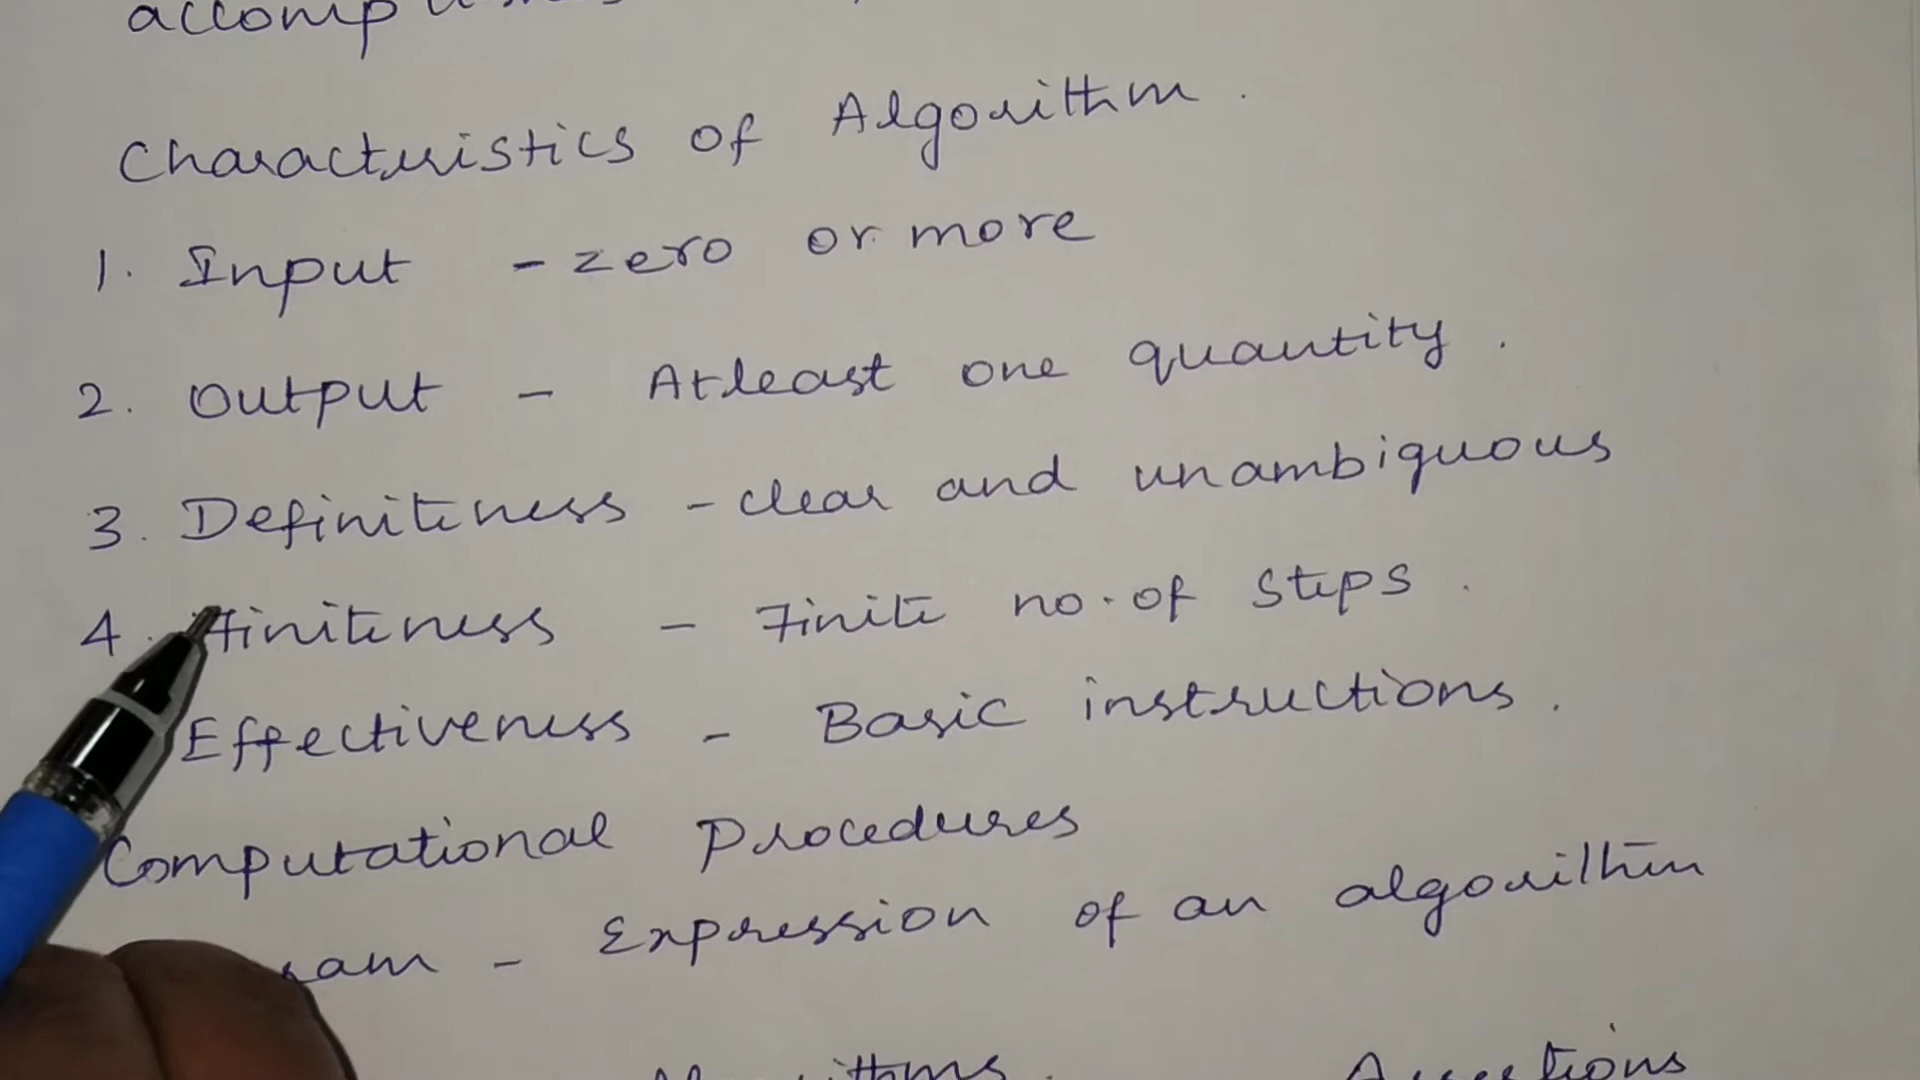 Characteristics of Algorithm.
1. Input - zero or more
2. Output - Atleast one quantity.
3. Definiteness - clear and unambiguous
4. finiteness - Finite no. of steps.
Effectiveness - Basic instructions.
Computational Procedures
- Expression of an algorithm